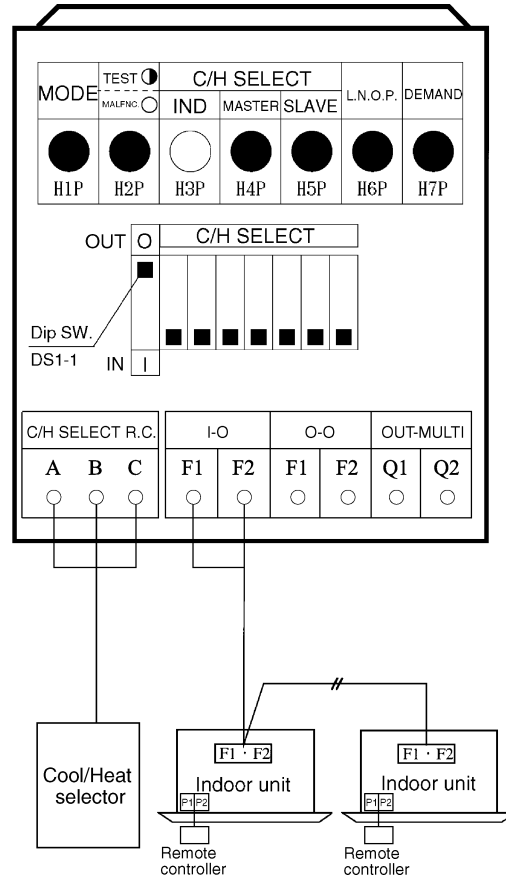 MODE TEST C/H SELECT L.N.O.P. DEMAND
MALFNC. IND MASTER SLAVE
H1P H2P H3P H4P H5P H6P H7P
OUT O C/H SELECT
Dip SW.
DS1-1 IN I
C/H SELECT R.C. I-O O-O OUT-MULTI
A B C F1 F2 F1 F2 Q1 Q2
F1 · F2 F1 · F2
Cool/Heat
selector
Indoor unit Indoor unit
P1 P2 P1 P2
Remote
controller
Remote
controller